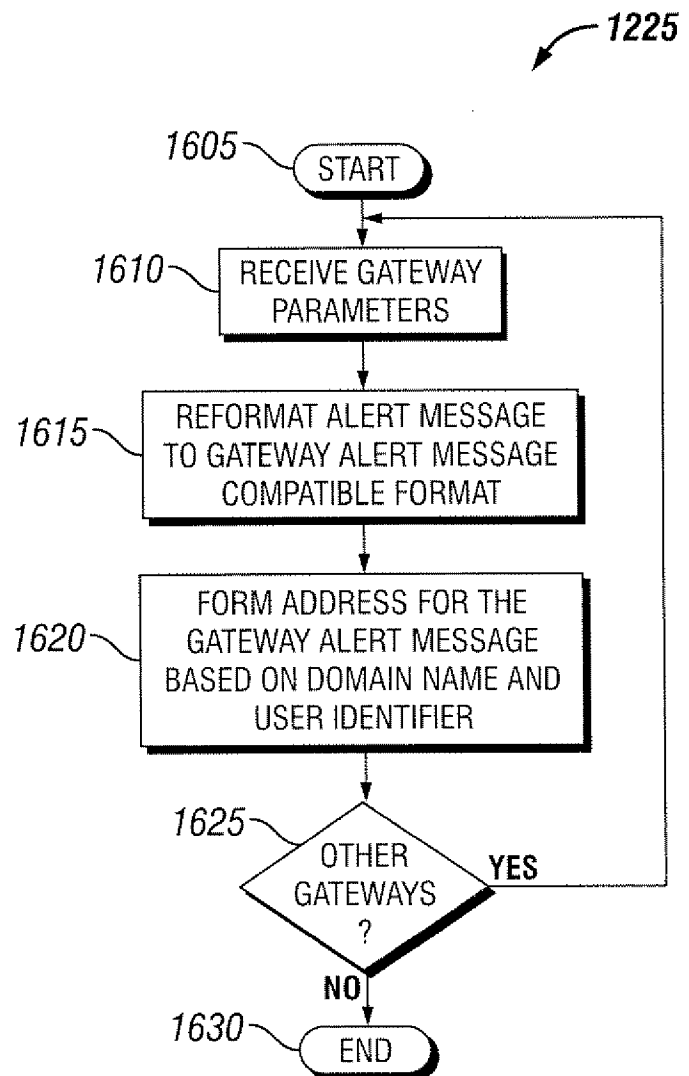 1225
1605
START
1610
RECEIVE GATEWAY
PARAMETERS
1615
REFORMAT ALERT MESSAGE
TO GATEWAY ALERT MESSAGE
COMPATIBLE FORMAT
1620
FORM ADDRESS FOR THE
GATEWAY ALERT MESSAGE
BASED ON DOMAIN NAME AND
USER IDENTIFIER
1625
OTHER
GATEWAYS
?
YES
NO
1630
END